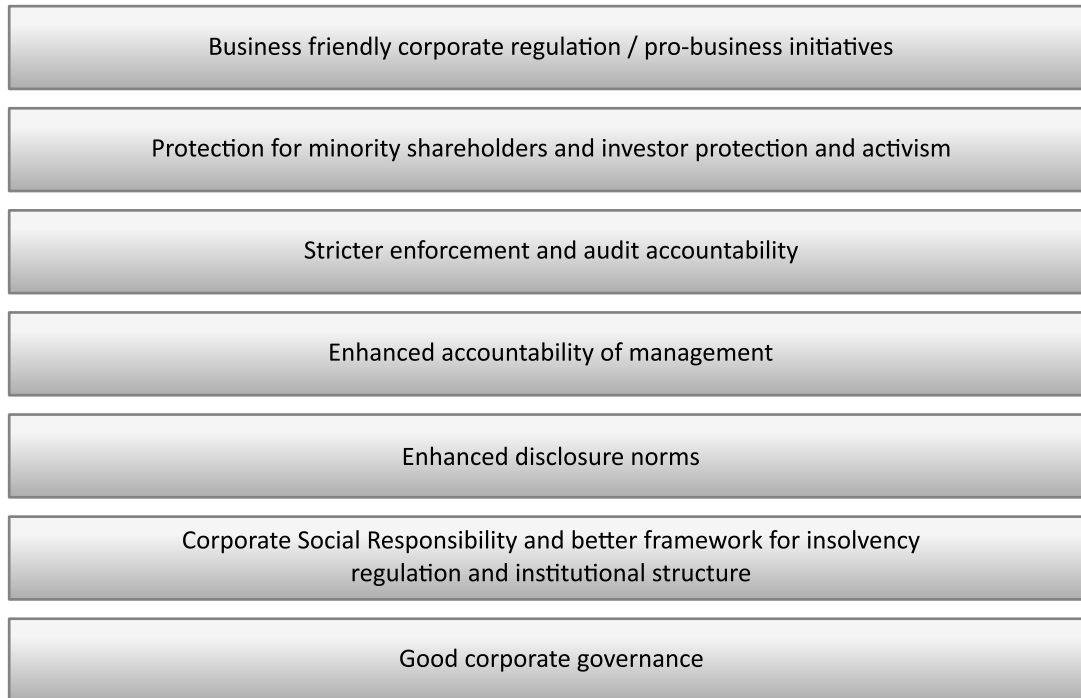 Business friendly corporate regulation / pro-business initiatives
Protection for minority shareholders and investor protection and activism
Stricter enforcement and audit accountability
Enhanced accountability of management
Enhanced disclosure norms
Corporate Social Responsibility and better framework for insolvency
regulation and institutional structure
Good corporate governance